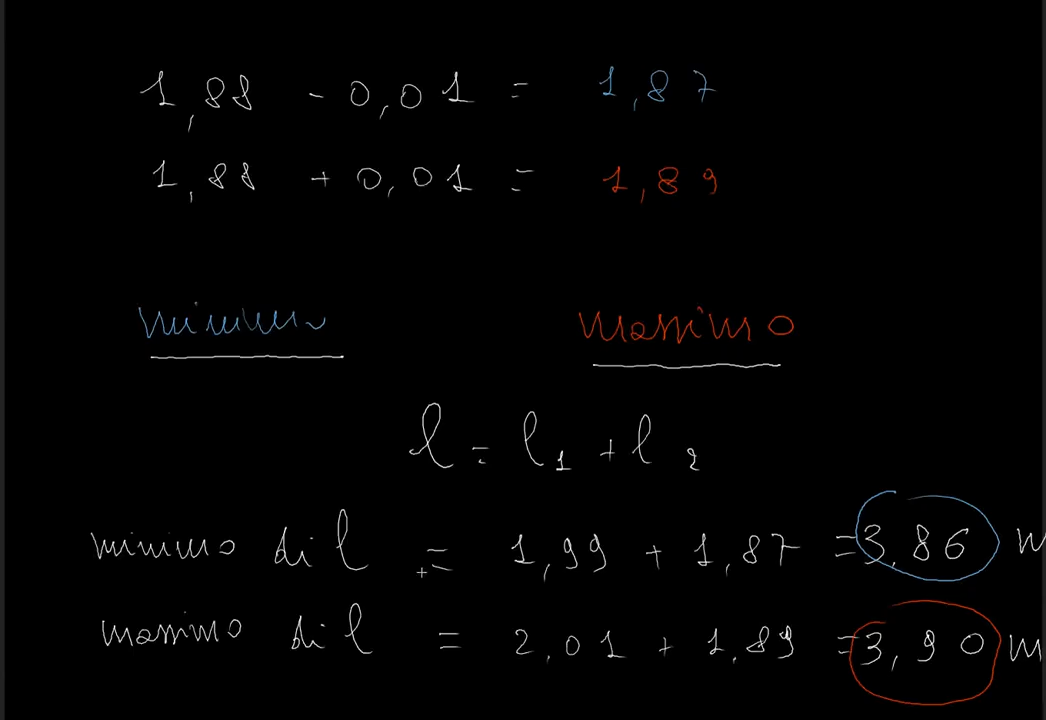 1,88 - 0,01 = 1,87
1,88 + 0,01 = 1,89
minimo massimo
l = l1 + l2
minimo di l = 1,99 + 1,87 = 3,86 m
massimo di l = 2,01 + 1,89 = 3,90 m